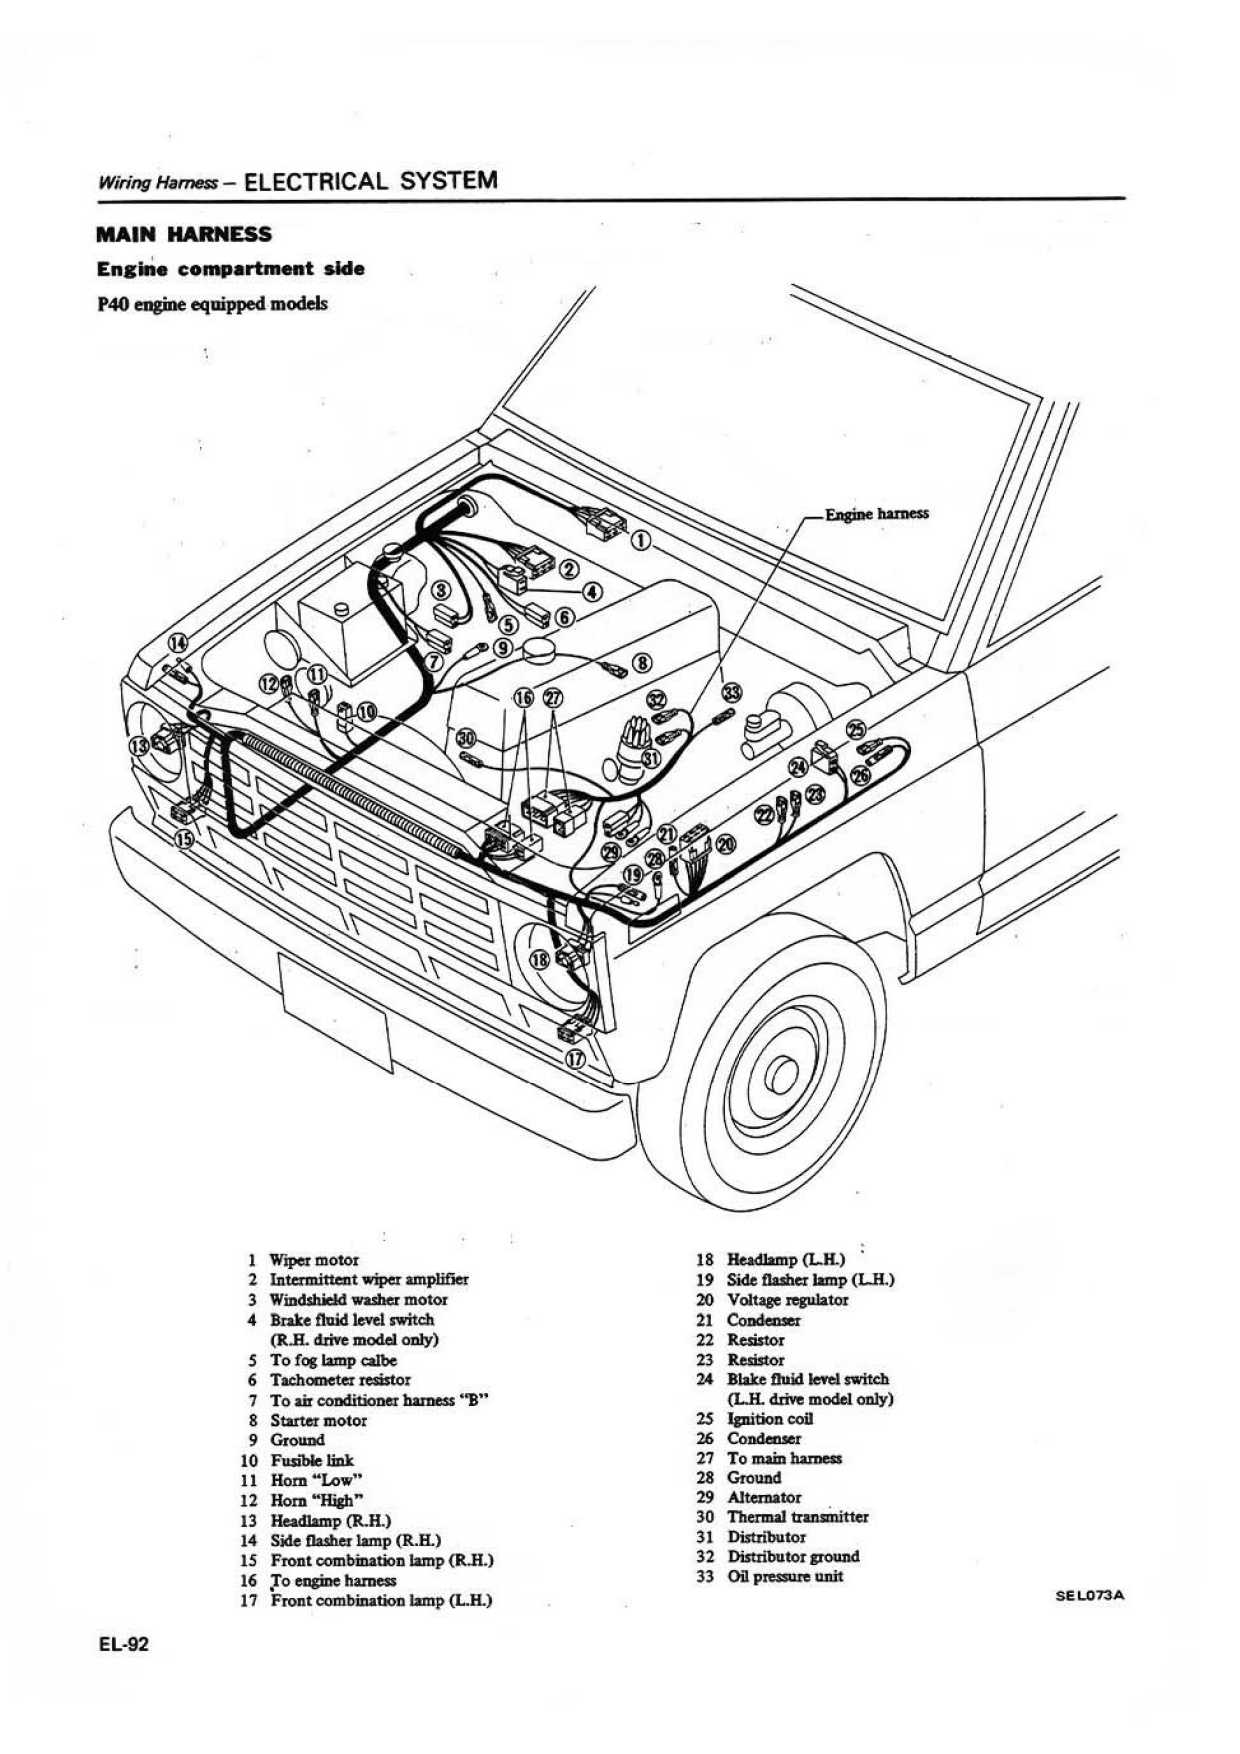 Wiring Harness – ELECTRICAL SYSTEM
MAIN HARNESS
Engine compartment side
P40 engine equipped models
Engine harness
1
2
3
4
5
6
7
9
8
14
11
12
10
16
27
32
33
30
31
13
25
24
26
23
22
15
21
20
29
28
19
18
17
1 Wiper motor
2 Intermittent wiper amplifier
3 Windshield washer motor
4 Brake fluid level switch
(R.H. drive model only)
5 To fog lamp calbe
6 Tachometer resistor
7 To air conditioner harness “B”
8 Starter motor
9 Ground
10 Fusible link
11 Horn “Low”
12 Horn “High”
13 Headlamp (R.H.)
14 Side flasher lamp (R.H.)
15 Front combination lamp (R.H.)
16 To engine harness
17 Front combination lamp (L.H.)
18 Headlamp (L.H.)
19 Side flasher lamp (L.H.)
20 Voltage regulator
21 Condenser
22 Resistor
23 Resistor
24 Blake fluid level switch
(L.H. drive model only)
25 Ignition coil
26 Condenser
27 To main harness
28 Ground
29 Alternator
30 Thermal transmitter
31 Distributor
32 Distributor ground
33 Oil pressure unit
SEL073A
EL-92